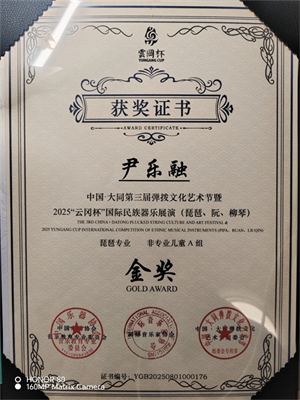 雲岡杯
YUNGANG CUP
获奖证书
AWARD CERTIFICATE
尹乐融
中国·大同第三届弹拨文化艺术节暨
2025“云冈杯”国际民族器乐展演（琵琶、阮、柳琴）
THE 3RD CHINA • DATONG PLUCKED STRING CULTURE AND ART FESTIVAL &
2025 YUNGANG CUP INTERNATIONAL COMPETITION OF ETHNIC MUSICAL INSTRUMENTS (PIPA, RUAN, LIUQIN)
琵琶专业 非专业儿童A组
金奖
GOLD AWARD
证书编号：YGB20250801000176
HONOR 80
160MP Matrix Camera